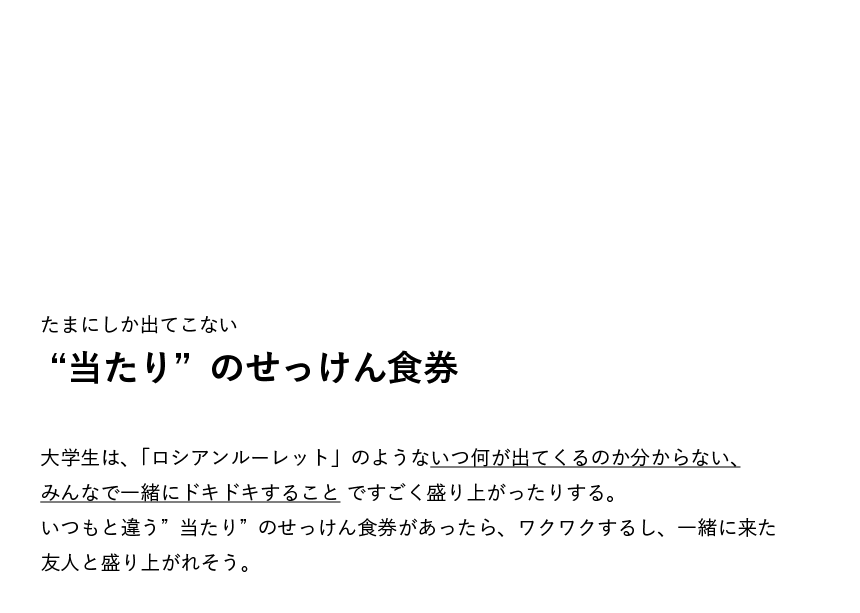 たまにしか出てこない
“当たり”のせっけん食券
大学生は、「ロシアンルーレット」のようないつ何が出てくるのか分からない、
みんなで一緒にドキドキすること ですごく盛り上がったりする。
いつもと違う”当たり”のせっけん食券があったら、ワクワクするし、一緒に来た
友人と盛り上がれそう。